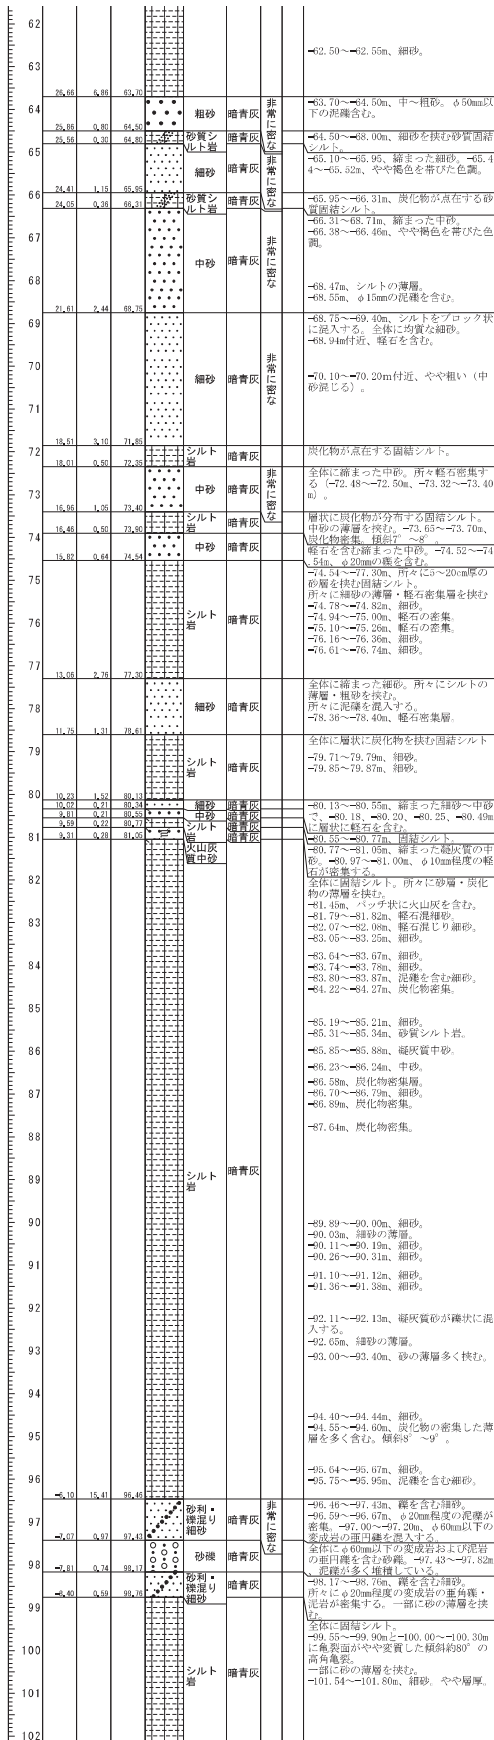 62
-62.50～-62.55m、細砂。
63
26.66 6.86 63.70
64 粗砂 暗青灰 非常に密な
-63.70～-64.50m、中～粗砂。φ50mm以
下の泥礫含む。
25.86 0.80 64.50
砂質シルト岩 暗青灰
-64.50～-68.00m、細砂を挟む砂質固結
シルト。
25.56 0.30 64.80
65 細砂 暗青灰 非常に密な
-65.10～-65.95、締まった細砂。-65.4
4～-65.52m、やや褐色を帯びた色調。
24.41 1.15 65.95
66 砂質シルト岩 暗青灰
-65.95～-66.31m、炭化物が点在する砂
質固結シルト。
24.05 0.36 66.31
-66.31～68.71m、締まった中砂。
-66.38～-66.46m、やや褐色を帯びた色
調。
67
中砂 暗青灰 非常に密な
68
-68.47m、シルトの薄層。
-68.55m、φ15mmの泥礫を含む。
21.61 2.44 68.75
69
-68.75～-69.40m、シルトをブロック状
に混入する。全体に均質な細砂。
-68.94m付近、軽石を含む。
70 細砂 暗青灰 非常に密な
-70.10～-70.20m付近、やや粗い（中
砂混じる）。
71
18.51 3.10 71.85
72 シルト岩 暗青灰
炭化物が点在する固結シルト。
18.01 0.50 72.35
全体に締まった中砂。所々軽石密集す
る（-72.48～-72.50m、-73.32～-73.40
m）。
73 中砂 暗青灰 非常に密な
16.96 1.05 73.40
シルト岩 暗青灰
層状に炭化物が分布する固結シルト。
中砂の薄層を挟む。-73.65～-73.70m、
炭化物密集。傾斜7°～8°。
16.46 0.50 73.90
74 中砂 暗青灰
軽石を含む締まった中砂。-74.52～-74
.54m、φ20mmの礫を含む。
15.82 0.64 74.54
75
-74.54～-77.30m、所々に5～20cm厚の
砂層を挟む固結シルト。
所々に細砂の薄層・軽石密集層を挟む
-74.78～-74.82m、細砂。
-74.94～-75.00m、軽石の密集。
-75.10～-75.26m、軽石の密集。
76 シルト岩 暗青灰
-76.16～-76.36m、細砂。
-76.61～-76.74m、細砂。
77
13.06 2.76 77.30
全体に締まった細砂。所々にシルトの
薄層・粗砂を挟む。
所々に泥礫を混入する。
-78.36～-78.40m、軽石密集層。
78 細砂 暗青灰
11.75 1.31 78.61
79
全体に層状に炭化物を挟む固結シルト
-79.71～-79.79m、細砂。
-79.85～-79.87m、細砂。
シルト岩 暗青灰
80
10.23 1.52 80.13
細砂 暗青灰
10.02 0.21 80.34
中砂 暗青灰
-80.13～-80.55m、締まった細砂～中砂
で、-80.18、-80.20、-80.25、-80.49m
に層状に軽石を含む。
9.81 0.21 80.55
シルト岩 暗青灰
-80.55～-80.77m、固結シルト。
9.59 0.22 80.77
火山灰質中砂 暗青灰
-80.77～-81.05m、締まった凝灰質の中
砂。-80.97～-81.00m、φ10mm程度の軽
石が密集する。
81
9.31 0.28 81.05
全体に固結シルト。所々に砂層・炭化
物の薄層を挟む。
82
-81.45m、パッチ状に火山灰を含む。
-81.79～-81.82m、軽石混細砂。
-82.07～-82.08m、軽石混じり細砂。
83
-83.05～-83.25m、細砂。
-83.64～-83.67m、細砂。
-83.74～-83.78m、細砂。
-83.80～-83.87m、泥礫を含む細砂。
84
-84.22～-84.27m、炭化物密集。
85
-85.19～-85.21m、細砂。
-85.31～-85.34m、砂質シルト岩。
-85.85～-85.88m、凝灰質中砂。
86
-86.23～-86.24m、中砂。
-86.58m、炭化物密集層。
-86.70～-86.79m、細砂。
-86.89m、炭化物密集。
87
-87.64m、炭化物密集。
88
89 シルト岩 暗青灰
90
-89.89～-90.00m、細砂。
-90.03m、細砂の薄層。
-90.11～-90.19m、細砂。
-90.26～-90.31m、細砂。
91
-91.10～-91.12m、細砂。
-91.36～-91.38m、細砂。
92
-92.11～-92.13m、凝灰質砂が礫状に混
入する。
-92.65m、細砂の薄層。
93
-93.00～-93.40m、砂の薄層多く挟む。
94
-94.40～-94.44m、細砂。
-94.55～-94.60m、炭化物の密集した薄
層を多く含む。傾斜8°～9°。
95
-95.64～-95.67m、細砂。
-95.75～-95.95m、泥礫を含む細砂。
96
-6.10 15.41 96.46
97 砂利・礫混り細砂 暗青灰 非常に密な
-96.46～-97.43m、礫を含む細砂。
-96.59～-96.67m、φ20mm程度の泥礫が
密集。-97.00～-97.20m、φ60mm以下の
変成岩の亜円礫を混入する。
-7.07 0.97 97.43
砂礫 暗青灰
全体にφ60mm以下の変成岩および泥岩
の亜円礫を含む砂礫。-97.43～-97.82m
、泥礫が多く堆積している。
98
-7.81 0.74 98.17
砂利・礫混り細砂 暗青灰
-98.17～-98.76m、礫を含む細砂。
所々にφ20mm程度の変成岩の亜角礫・
泥岩が密集する。一部に砂の薄層を挟
む。
-8.40 0.59 98.76
99
全体に固結シルト。
-99.55～-99.90mと-100.00～-100.30m
に亀裂面がやや変質した傾斜約80°の
高角亀裂。
一部に砂の薄層を挟む。
-101.54～-101.80m、細砂。やや層厚。
100 シルト岩 暗青灰
101
102